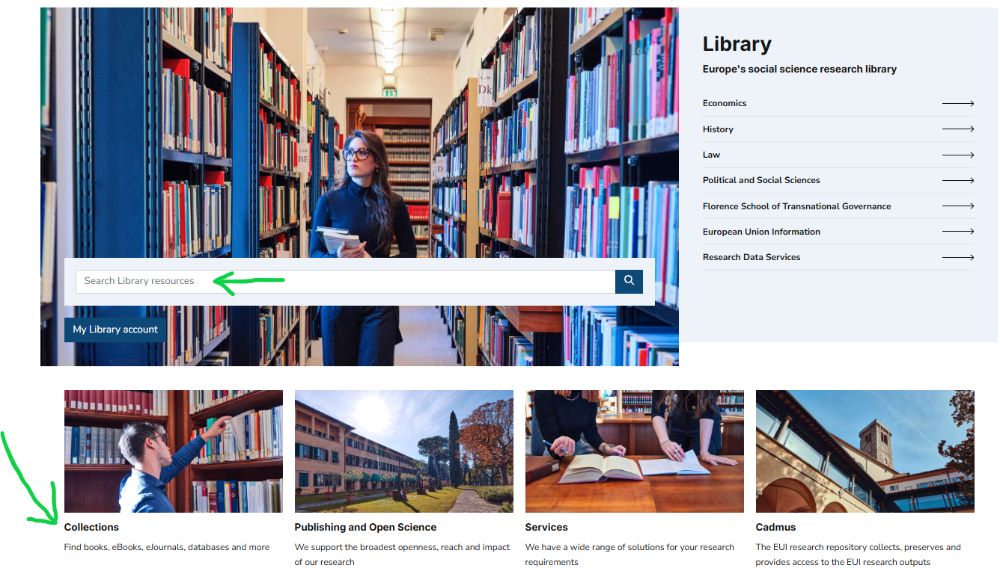 Library
Europe's social science research library
Economics
History
Law
Political and Social Sciences
Florence School of Transnational Governance
European Union Information
Research Data Services
LAW
Dk
LAW
BE
D
Search Library resources
My Library account
Collections
Find books, eBooks, eJournals, databases and more
Publishing and Open Science
We support the broadest openness, reach and impact
of our research
Services
We have a wide range of solutions for your research
requirements
Cadmus
The EUI research repository collects, preserves and
provides access to the EUI research outputs